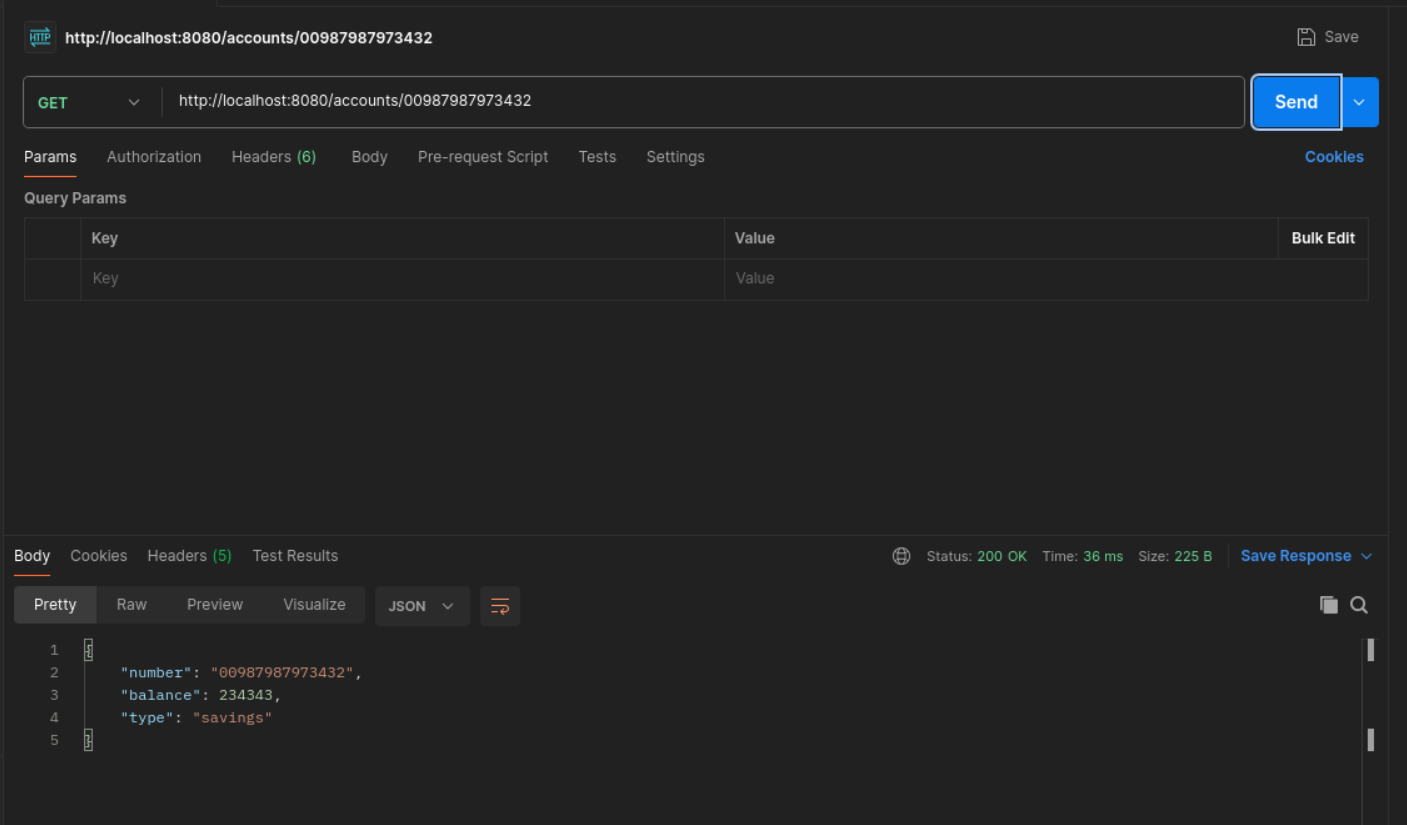 HTTP http://localhost:8080/accounts/00987987973432 Save
GET http://localhost:8080/accounts/00987987973432 Send
Params Authorization Headers (6) Body Pre-request Script Tests Settings Cookies
Query Params
Key Value Bulk Edit
Key Value
Body Cookies Headers (5) Test Results Status: 200 OK Time: 36 ms Size: 225 B Save Response
Pretty Raw Preview Visualize JSON
1 {
2 "number": "00987987973432",
3 "balance": 234343,
4 "type": "savings"
5 }